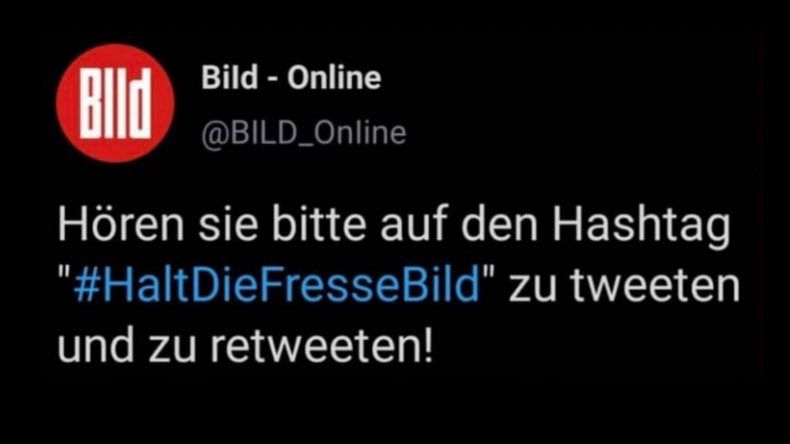 Bild
Bild - Online
@BILD_Online
Hören sie bitte auf den Hashtag
"#HaltDieFresseBild" zu tweeten
und zu retweeten!